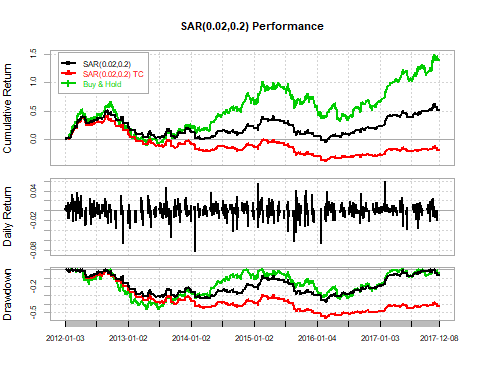 SAR(0.02,0.2) Performance
Cumulative Return
1.5
1.0
0.5
0.0
SAR(0.02,0.2)
SAR(0.02,0.2) TC
Buy & Hold
Daily Return
0.04
-0.02
-0.08
Drawdown
-0.2
-0.5
2012-01-03 2013-01-02 2014-01-02 2015-01-02 2016-01-04 2017-01-03 2017-12-08